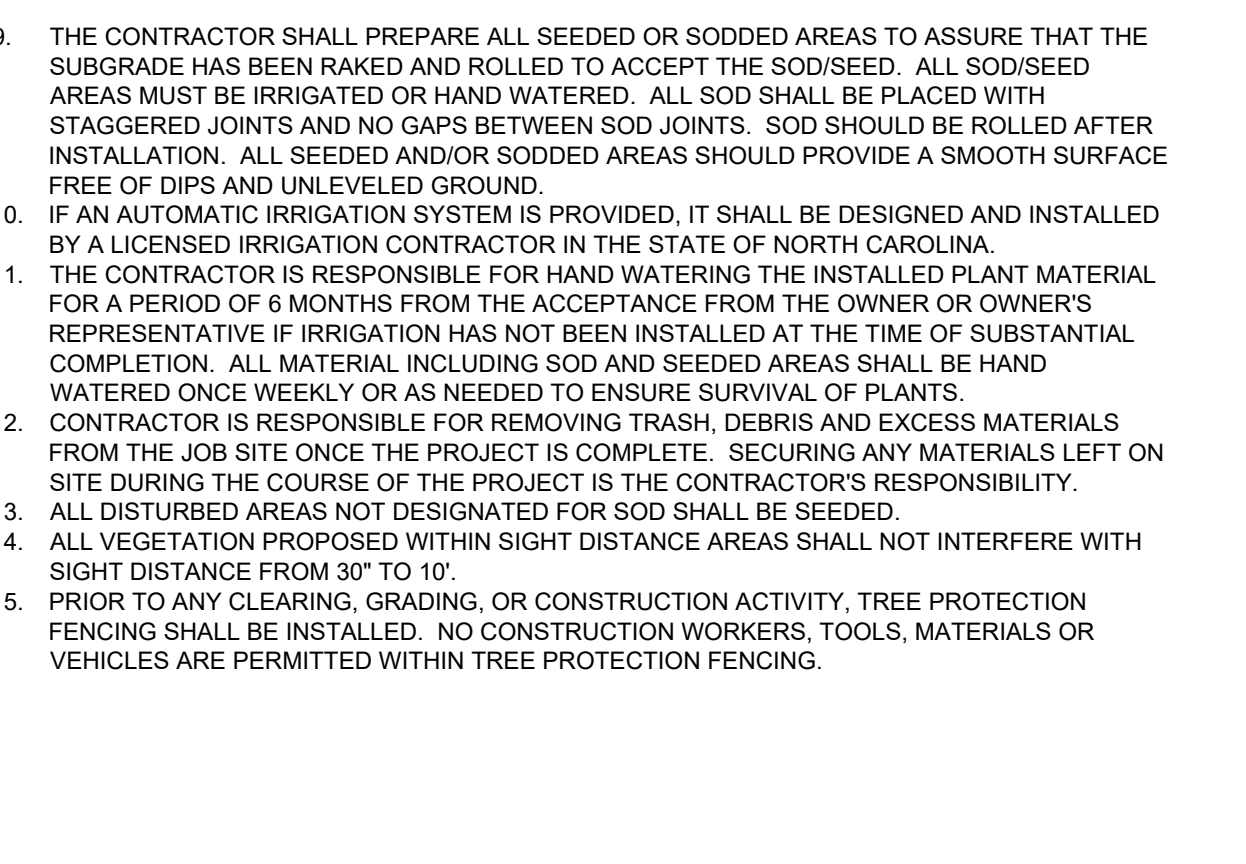 9. THE CONTRACTOR SHALL PREPARE ALL SEEDED OR SODDED AREAS TO ASSURE THAT THE
SUBGRADE HAS BEEN RAKED AND ROLLED TO ACCEPT THE SOD/SEED. ALL SOD/SEED
AREAS MUST BE IRRIGATED OR HAND WATERED. ALL SOD SHALL BE PLACED WITH
STAGGERED JOINTS AND NO GAPS BETWEEN SOD JOINTS. SOD SHOULD BE ROLLED AFTER
INSTALLATION. ALL SEEDED AND/OR SODDED AREAS SHOULD PROVIDE A SMOOTH SURFACE
FREE OF DIPS AND UNLEVELED GROUND.
0. IF AN AUTOMATIC IRRIGATION SYSTEM IS PROVIDED, IT SHALL BE DESIGNED AND INSTALLED
BY A LICENSED IRRIGATION CONTRACTOR IN THE STATE OF NORTH CAROLINA.
1. THE CONTRACTOR IS RESPONSIBLE FOR HAND WATERING THE INSTALLED PLANT MATERIAL
FOR A PERIOD OF 6 MONTHS FROM THE ACCEPTANCE FROM THE OWNER OR OWNER'S
REPRESENTATIVE IF IRRIGATION HAS NOT BEEN INSTALLED AT THE TIME OF SUBSTANTIAL
COMPLETION. ALL MATERIAL INCLUDING SOD AND SEEDED AREAS SHALL BE HAND
WATERED ONCE WEEKLY OR AS NEEDED TO ENSURE SURVIVAL OF PLANTS.
2. CONTRACTOR IS RESPONSIBLE FOR REMOVING TRASH, DEBRIS AND EXCESS MATERIALS
FROM THE JOB SITE ONCE THE PROJECT IS COMPLETE. SECURING ANY MATERIALS LEFT ON
SITE DURING THE COURSE OF THE PROJECT IS THE CONTRACTOR'S RESPONSIBILITY.
3. ALL DISTURBED AREAS NOT DESIGNATED FOR SOD SHALL BE SEEDED.
4. ALL VEGETATION PROPOSED WITHIN SIGHT DISTANCE AREAS SHALL NOT INTERFERE WITH
SIGHT DISTANCE FROM 30" TO 10'.
5. PRIOR TO ANY CLEARING, GRADING, OR CONSTRUCTION ACTIVITY, TREE PROTECTION
FENCING SHALL BE INSTALLED. NO CONSTRUCTION WORKERS, TOOLS, MATERIALS OR
VEHICLES ARE PERMITTED WITHIN TREE PROTECTION FENCING.